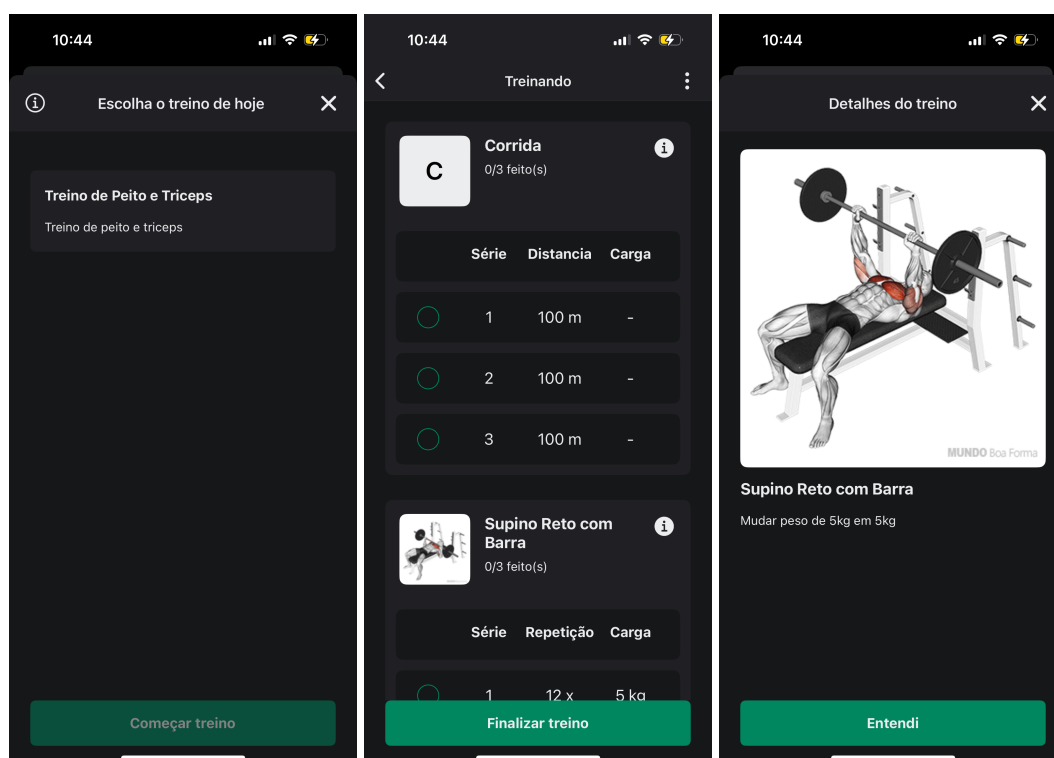 10:44
Escolha o treino de hoje
Treino de Peito e Triceps
Treino de peito e triceps
Começar treino
10:44
Treinando
C
Corrida
0/3 feito(s)
Série Distancia Carga
1 100 m -
2 100 m -
3 100 m -
Supino Reto com
Barra
0/3 feito(s)
Série Repetição Carga
1 12 x 5 kg
Finalizar treino
10:44
Detalhes do treino
MUNDO Boa Forma
Supino Reto com Barra
Mudar peso de 5kg em 5kg
Entendi